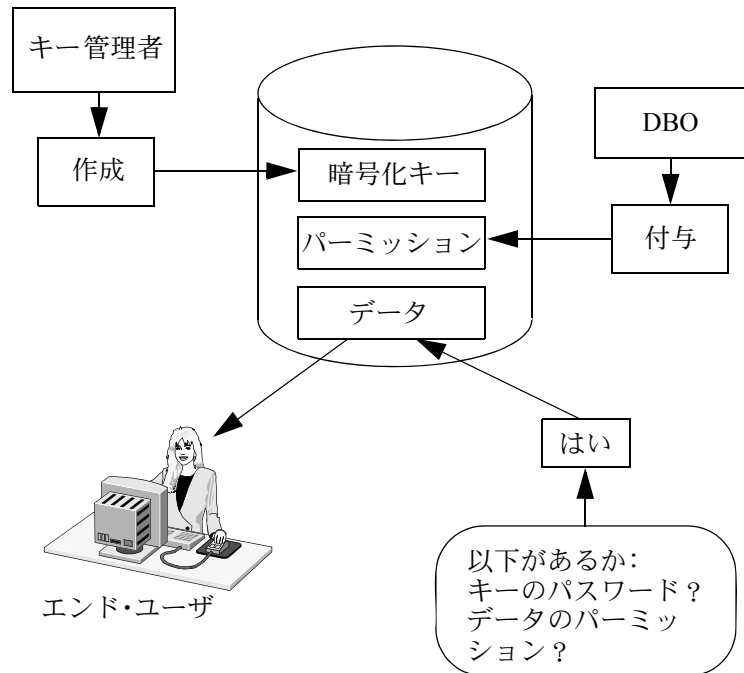 キー管理者
作成
暗号化キー
DBO
パーミッション
付与
データ
はい
以下があるか:
キーのパスワード?
データのパーミッ
ション?
エンド・ユーザ